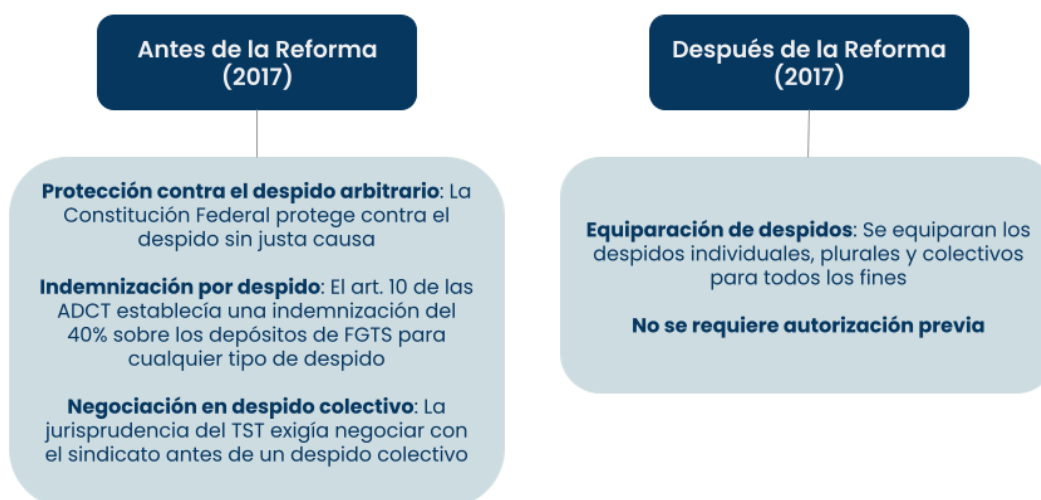 Antes de la Reforma
(2017)
Protección contra el despido arbitrario: La
Constitución Federal protege contra el
despido sin justa causa
Indemnización por despido: El art. 10 de las
ADCT establecía una indemnización del
40% sobre los depósitos de FGTS para
cualquier tipo de despido
Negociación en despido colectivo: La
jurisprudencia del TST exigía negociar con
el sindicato antes de un despido colectivo
Después de la Reforma
(2017)
Equiparación de despidos: Se equiparan los
despidos individuales, plurales y colectivos
para todos los fines
No se requiere autorización previa